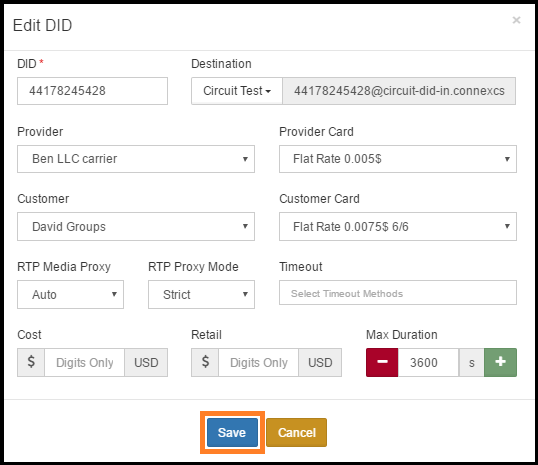 Edit DID ×
DID * Destination
44178245428 Circuit Test 44178245428@circuit-did-in.connexcs
Provider Provider Card
Ben LLC carrier Flat Rate 0.005$
Customer Customer Card
David Groups Flat Rate 0.0075$ 6/6
RTP Media Proxy RTP Proxy Mode Timeout
Auto Strict Select Timeout Methods
Cost Retail Max Duration
$ Digits Only USD $ Digits Only USD − 3600 s +
Save Cancel